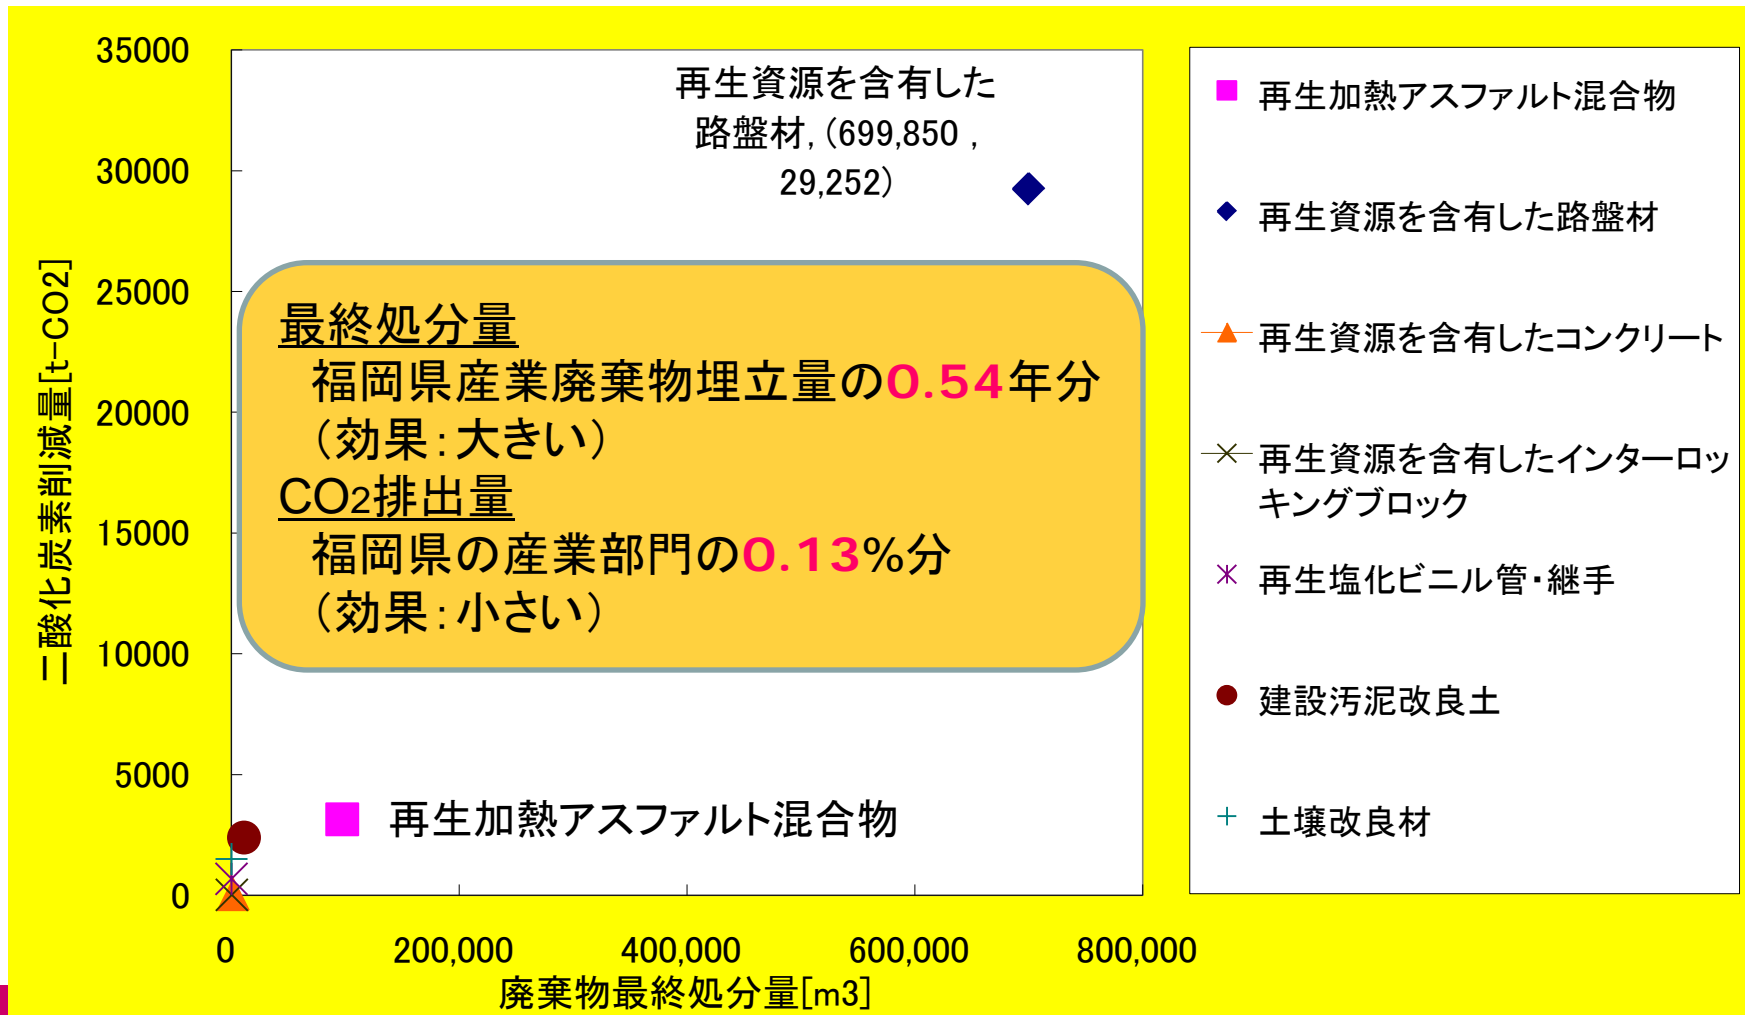 35000
30000
25000
20000
15000
10000
5000
0
二酸化炭素削減量[t-CO2]
再生資源を含有した
路盤材, (699,850 ,
29,252)
最終処分量
福岡県産業廃棄物埋立量の0.54年分
（効果：大きい）
CO2排出量
福岡県の産業部門の0.13%分
（効果：小さい）
再生加熱アスファルト混合物
0
200,000
400,000
600,000
800,000
廃棄物最終処分量[m3]
再生加熱アスファルト混合物
再生資源を含有した路盤材
再生資源を含有したコンクリート
再生資源を含有したインターロッ
キングブロック
再生塩化ビニル管・継手
建設汚泥改良土
土壌改良材